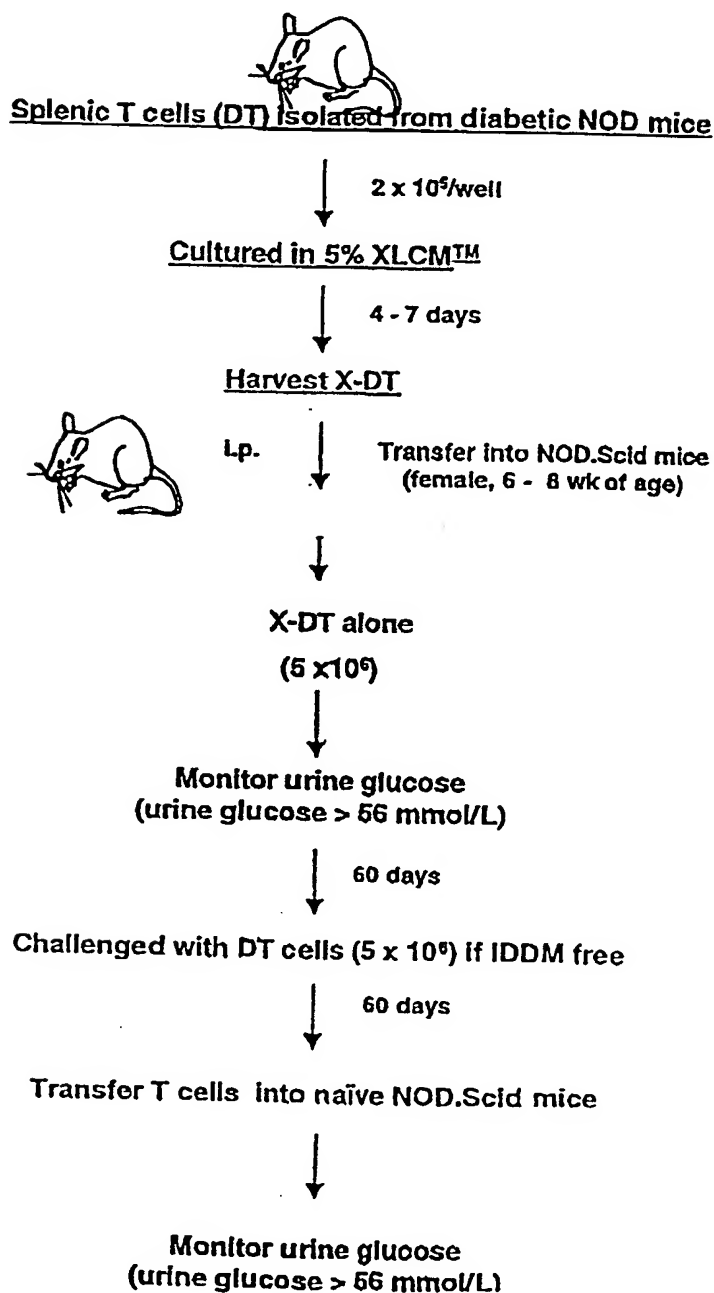 Splenic T cells (DT) isolated from diabetic NOD mice
2 x 10⁵/well
Cultured in 5% XLCM™
4 - 7 days
Harvest X-DT
i.p.
Transfer into NOD.Scid mice
(female, 6 - 8 wk of age)
X-DT alone
(5 x10⁶)
Monitor urine glucose
(urine glucose > 56 mmol/L)
60 days
Challenged with DT cells (5 x 10⁶) if IDDM free
60 days
Transfer T cells into naïve NOD.Scid mice
Monitor urine glucose
(urine glucose > 56 mmol/L)